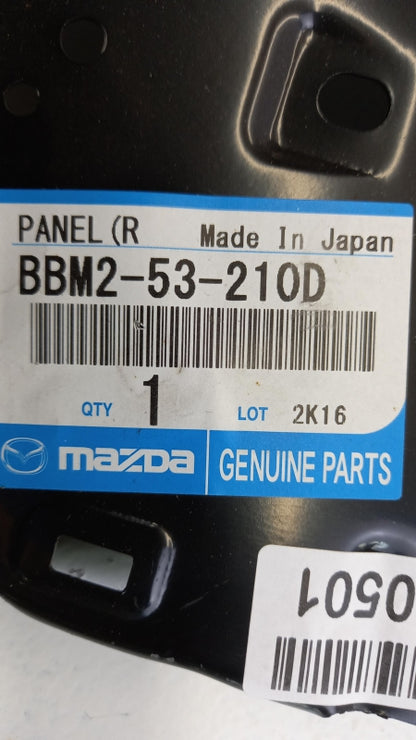 PANEL(R Made In Japan
BBM2-53-210D
QTY 1 LOT 2K16
mazda GENUINE PARTS
0501